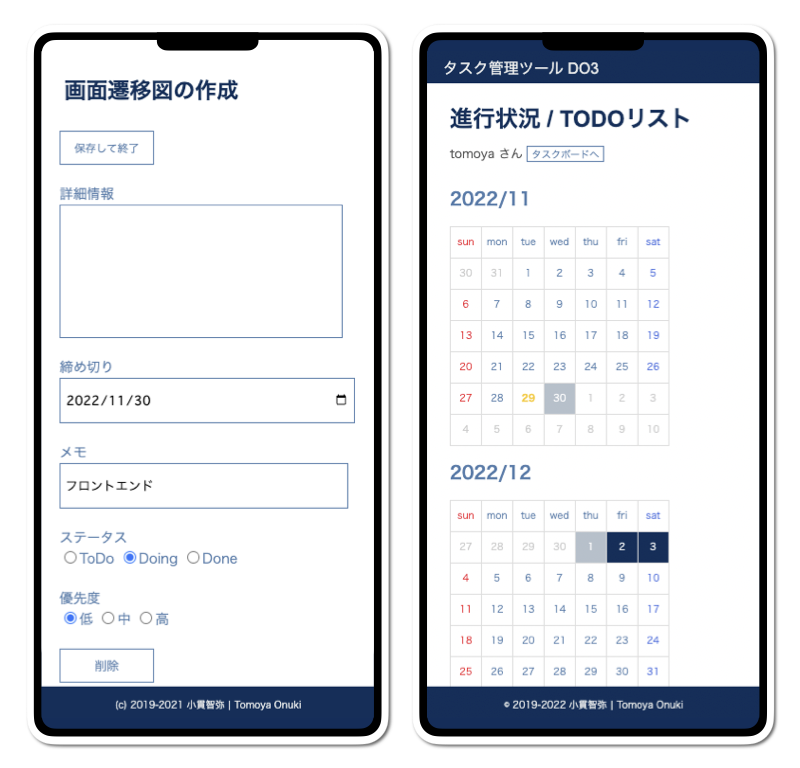 画面遷移図の作成
保存して終了
詳細情報
締め切り
2022/11/30
メモ
フロントエンド
ステータス
ToDo Doing Done
優先度
低 中 高
削除
(c) 2019-2021 小貫智弥 | Tomoya Onuki
タスク管理ツール DO3
進行状況 / TODOリスト
tomoya さん タスクボードへ
2022/11
sun mon tue wed thu fri sat
30 31 1 2 3 4 5
6 7 8 9 10 11 12
13 14 15 16 17 18 19
20 21 22 23 24 25 26
27 28 29 30 1 2 3
4 5 6 7 8 9 10
2022/12
sun mon tue wed thu fri sat
27 28 29 30 1 2 3
4 5 6 7 8 9 10
11 12 13 14 15 16 17
18 19 20 21 22 23 24
25 26 27 28 29 30 31
© 2019-2022 小貫智弥 | Tomoya Onuki